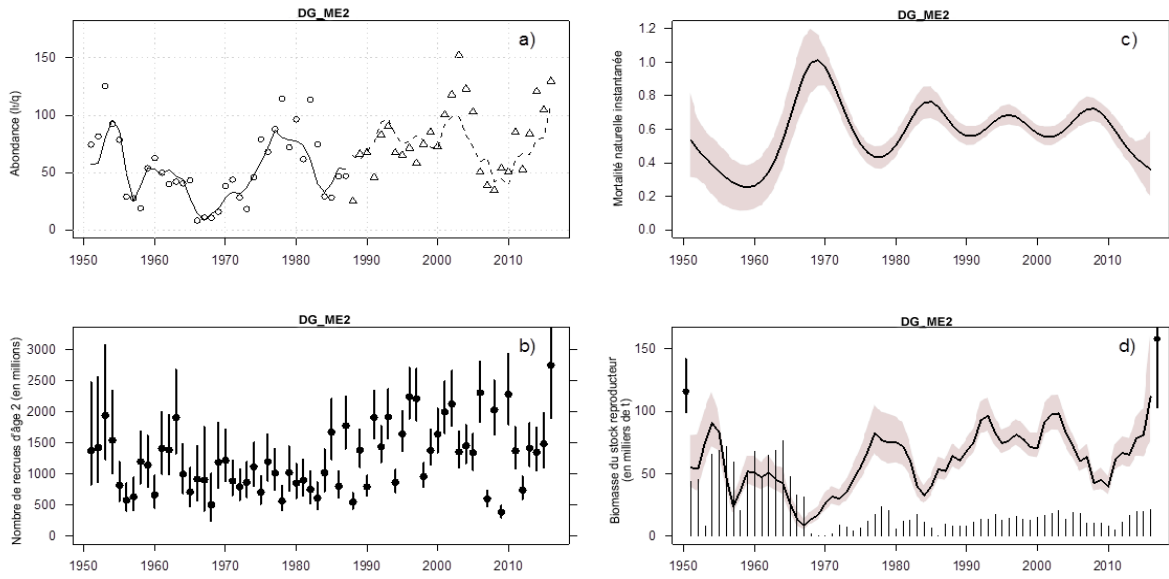 DG_ME2
a)
Abondance (li/q)
150
100
50
0
1950 1960 1970 1980 1990 2000 2010
DG_ME2
c)
Mortalité naturelle instantanée
1.2
1.0
0.8
0.6
0.4
0.2
0.0
1950 1960 1970 1980 1990 2000 2010
DG_ME2
b)
Nombre de recrues d'âge 2 (en millions)
3000
2500
2000
1500
1000
500
0
1950 1960 1970 1980 1990 2000 2010
DG_ME2
d)
Biomasse du stock reproducteur
(en milliers de t)
150
100
50
0
1950 1960 1970 1980 1990 2000 2010